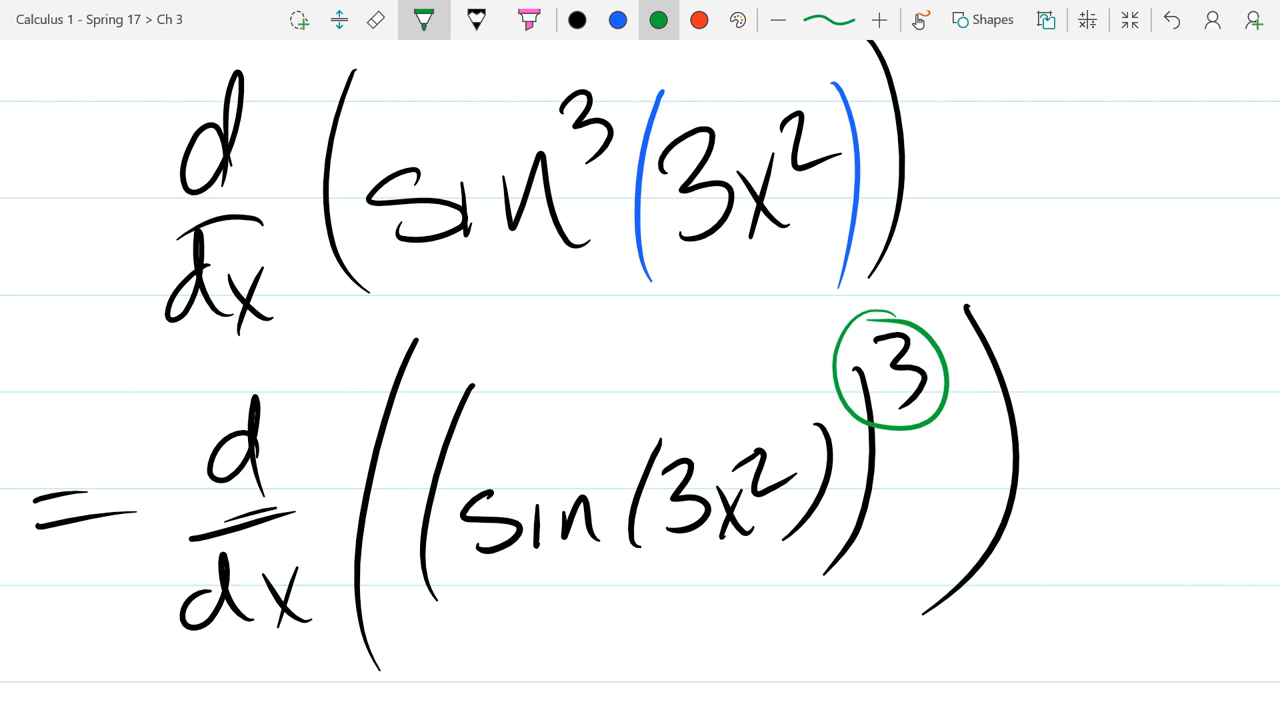 Calculus 1 - Spring 17 > Ch 3
Shapes
d/dx (sin³(3x²))
= d/dx ((sin(3x²))³)